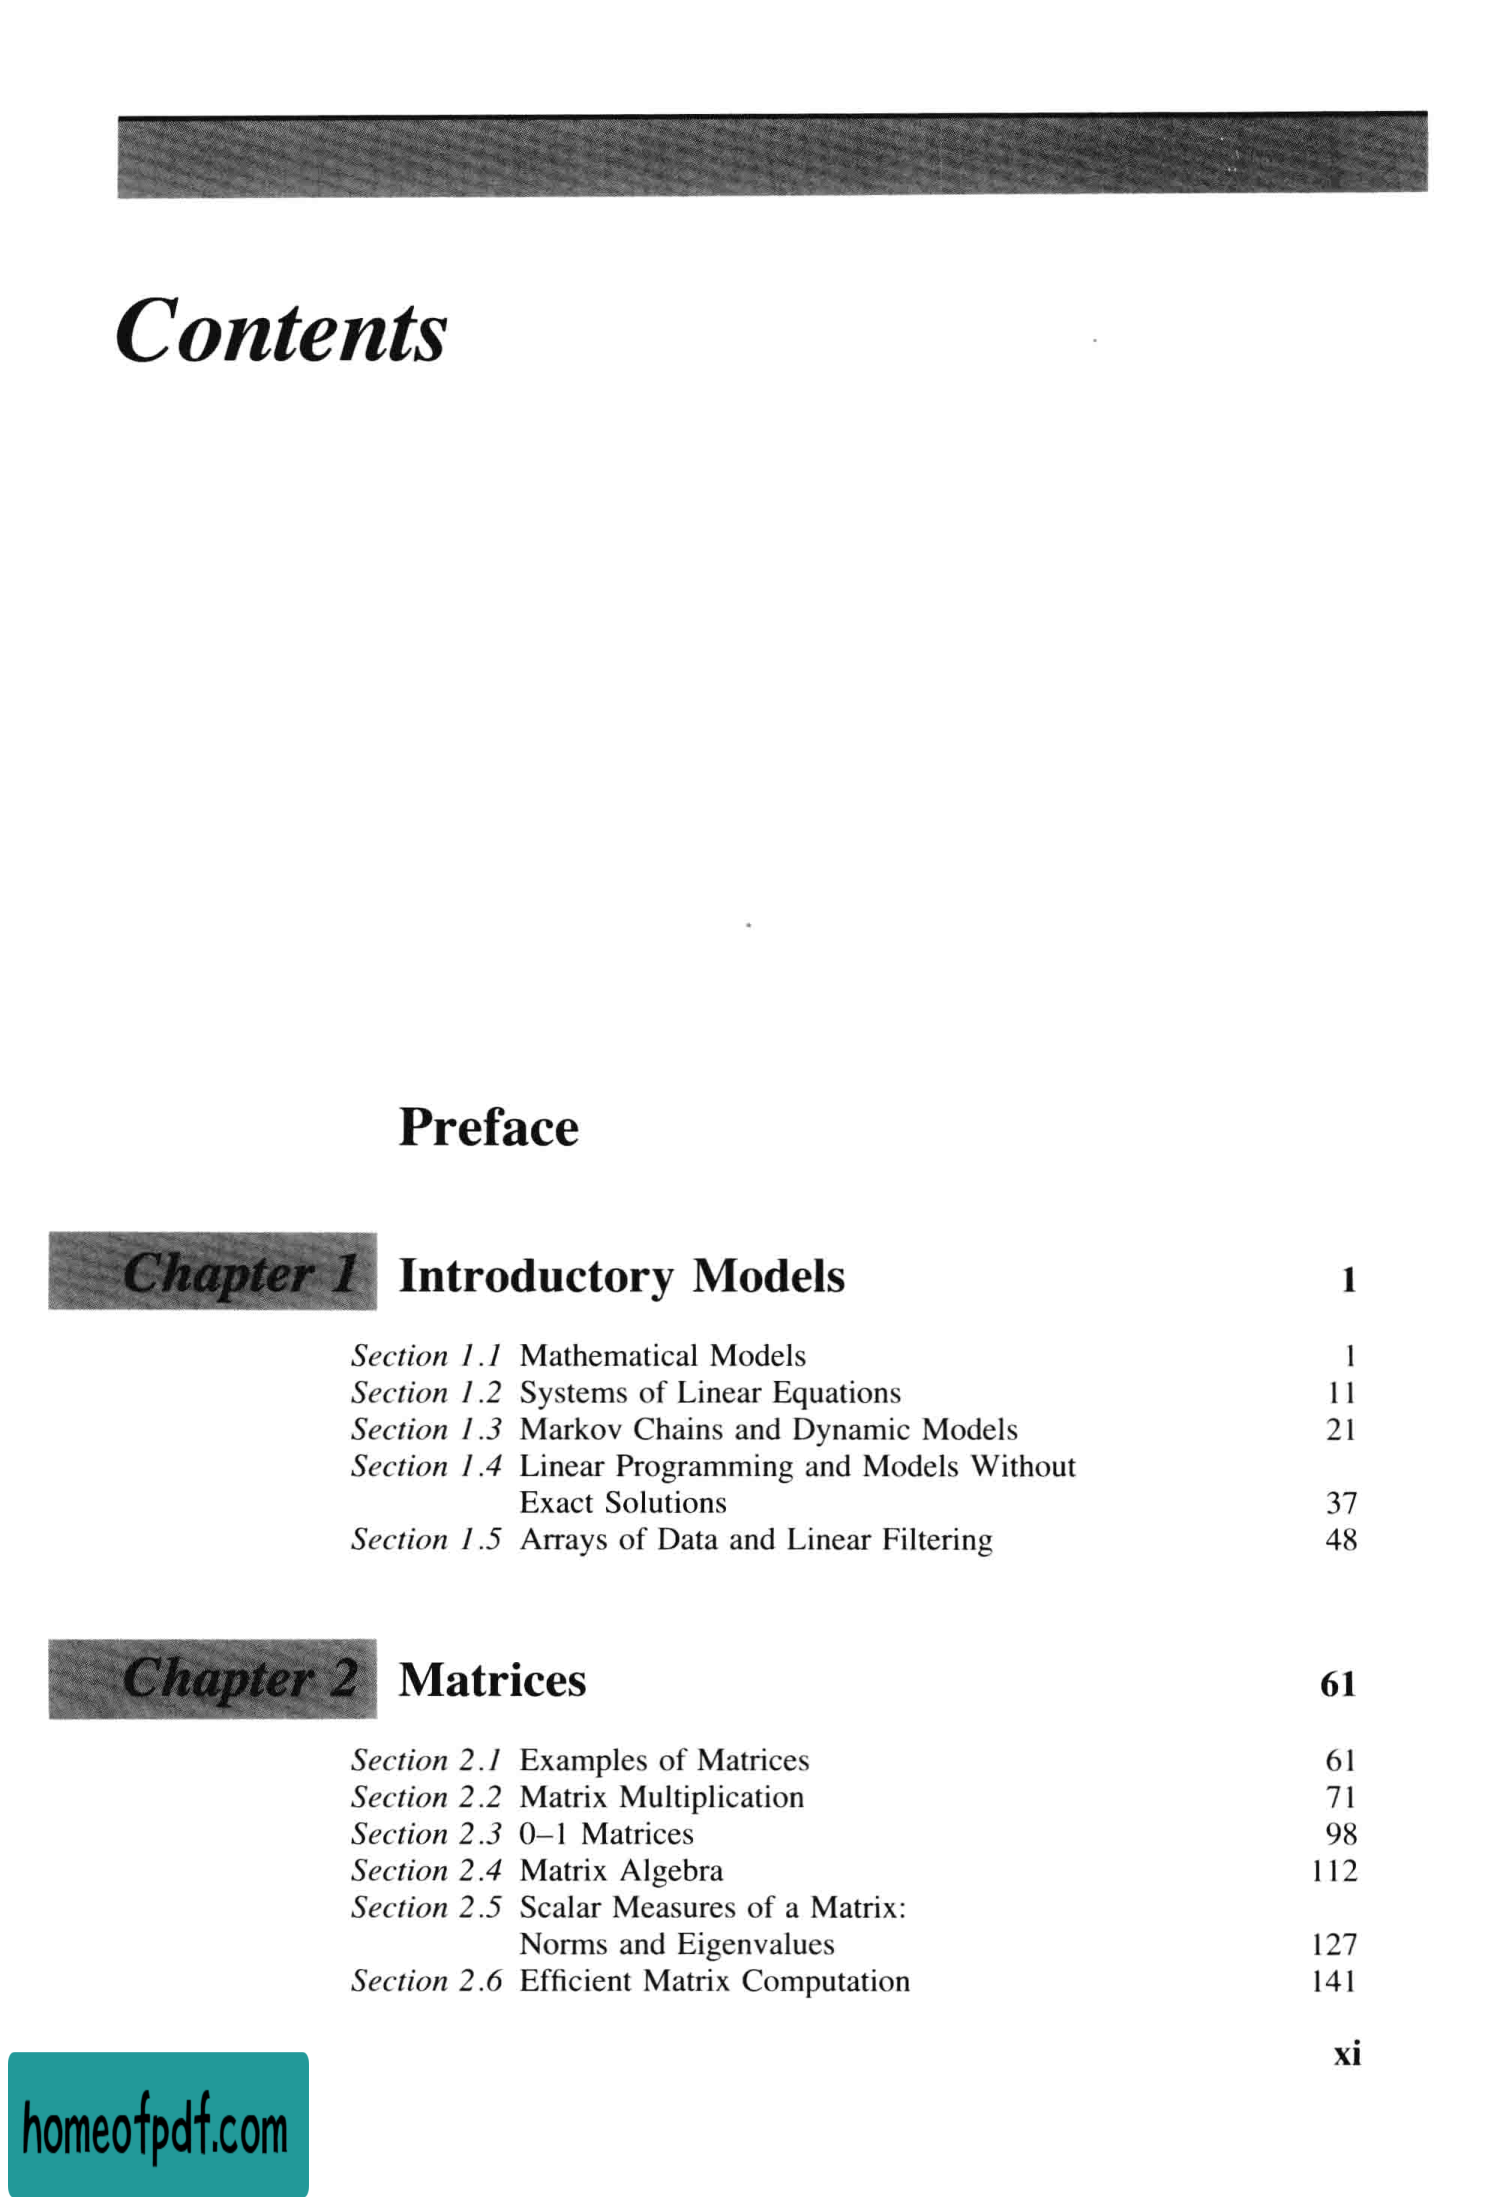 Contents
Preface
Chapter 1 Introductory Models 1
Section 1.1 Mathematical Models 1
Section 1.2 Systems of Linear Equations 11
Section 1.3 Markov Chains and Dynamic Models 21
Section 1.4 Linear Programming and Models Without
Exact Solutions 37
Section 1.5 Arrays of Data and Linear Filtering 48
Chapter 2 Matrices 61
Section 2.1 Examples of Matrices 61
Section 2.2 Matrix Multiplication 71
Section 2.3 0–1 Matrices 98
Section 2.4 Matrix Algebra 112
Section 2.5 Scalar Measures of a Matrix:
Norms and Eigenvalues 127
Section 2.6 Efficient Matrix Computation 141
xi
homeofpdf.com